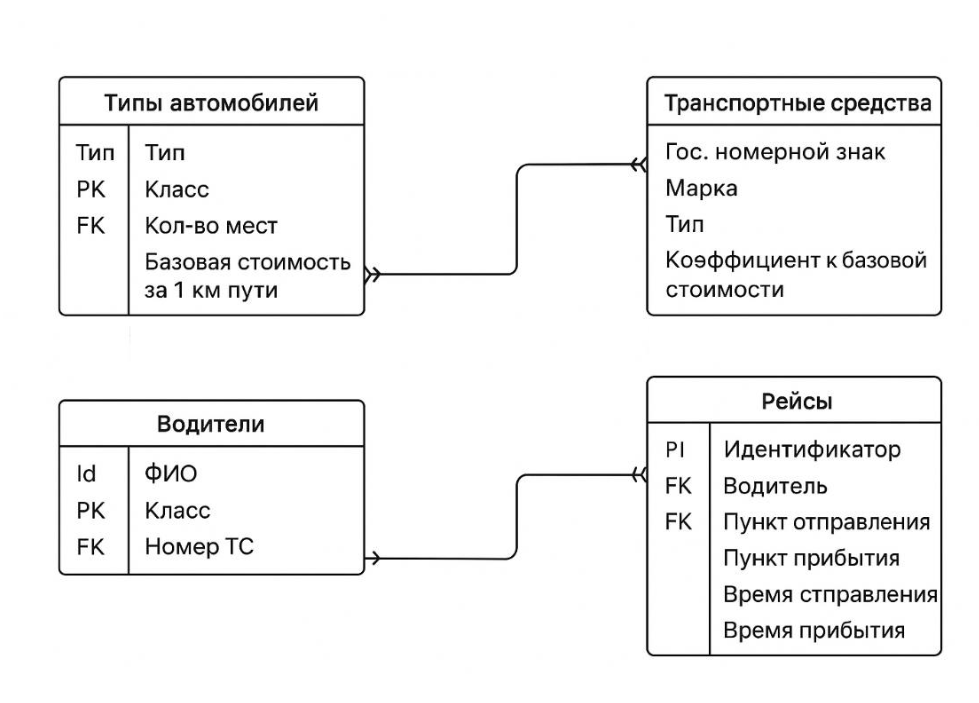 Типы автомобилей
Тип Тип
PK Класс
FK Кол-во мест
Базовая стоимость
за 1 км пути
Транспортные средства
Гос. номерной знак
Марка
Тип
Коэффициент к базовой
стоимости
Водители
Id ФИО
PK Класс
FK Номер ТС
Рейсы
PI Идентификатор
FK Водитель
FK Пункт отправления
Пункт прибытия
Время стправления
Время прибытия